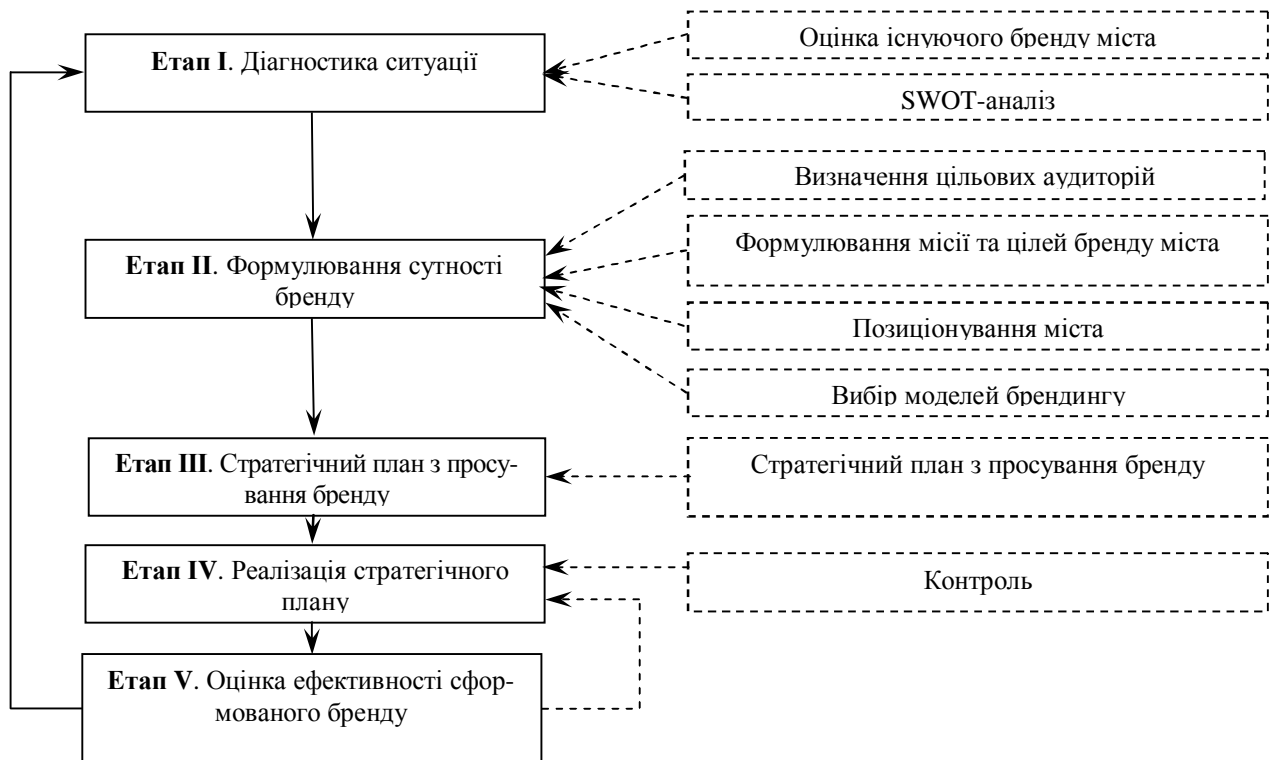 Етап I. Діагностика ситуації
Оцінка існуючого бренду міста
SWOT-аналіз
Визначення цільових аудиторій
Формулювання місії та цілей бренду міста
Етап II. Формулювання сутності
бренду
Позиціонування міста
Вибір моделей брендингу
Етап III. Стратегічний план з просу-
вання бренду
Стратегічний план з просування бренду
Етап IV. Реалізація стратегічного
плану
Контроль
Етап V. Оцінка ефективності сфор-
мованого бренду